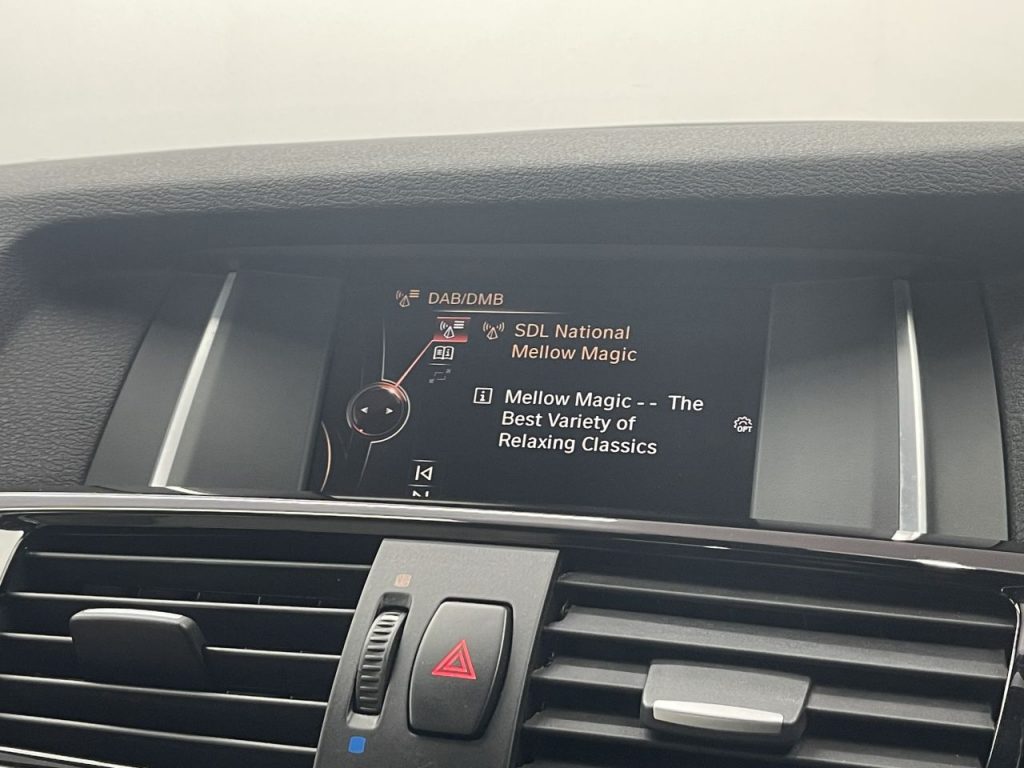 DAB/DMB
SDL National
Mellow Magic
Mellow Magic -- The
Best Variety of
Relaxing Classics
OPT